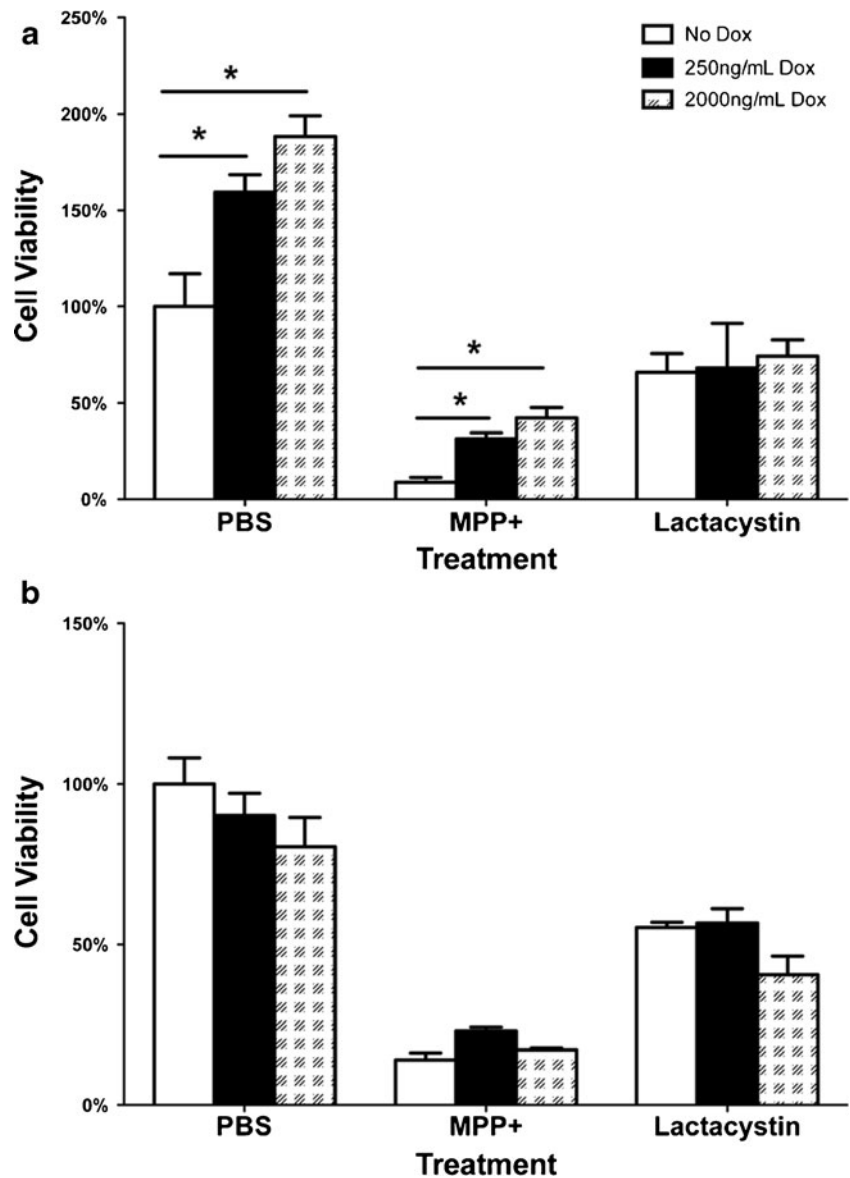 a
250%
200%
150%
100%
50%
0%
Cell Viability
No Dox
250ng/mL Dox
2000ng/mL Dox
*
*
*
*
PBS
MPP+
Lactacystin
Treatment
b
150%
100%
50%
0%
Cell Viability
PBS
MPP+
Lactacystin
Treatment